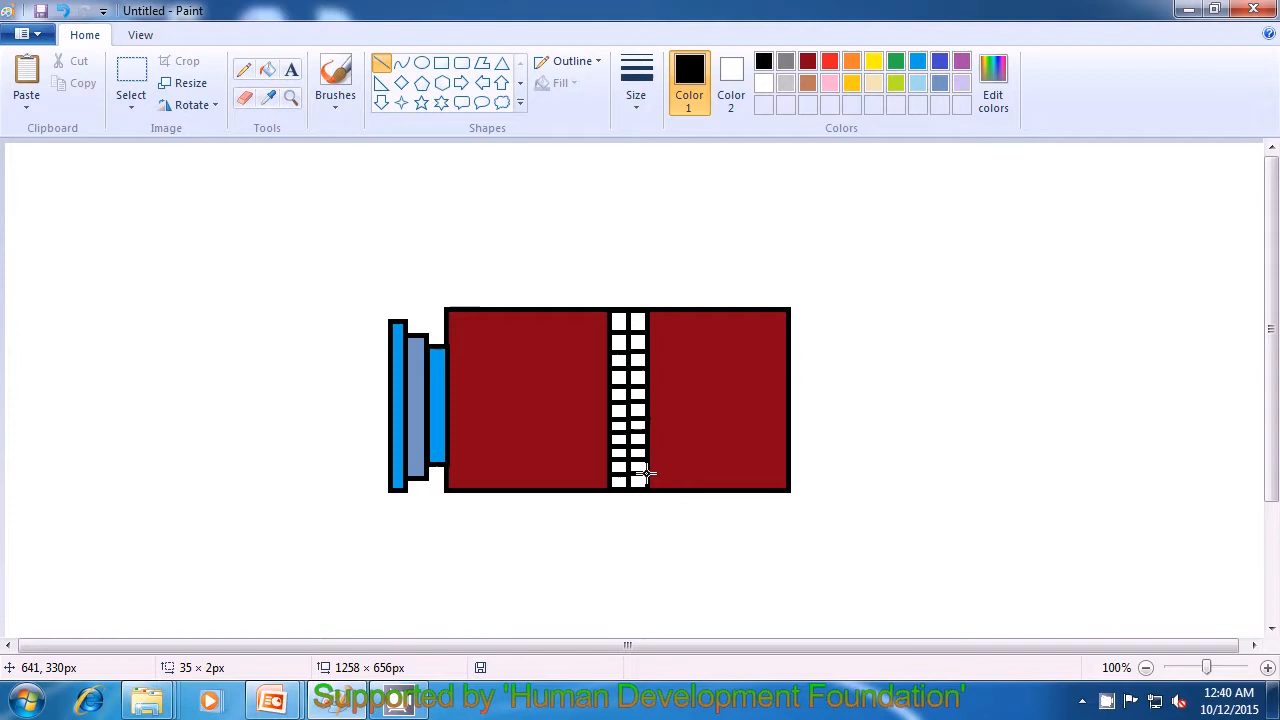 Untitled - Paint
Home View
Paste
Cut
Copy
Clipboard
Select
Crop
Resize
Rotate
Image
A
Tools
Brushes
Outline
Fill
Shapes
Size
Color 1
Color 2
Edit colors
Colors
641, 330px 35 × 2px 1258 × 656px 100%
Supported by 'Human Development Foundation'
12:40 AM
10/12/2015